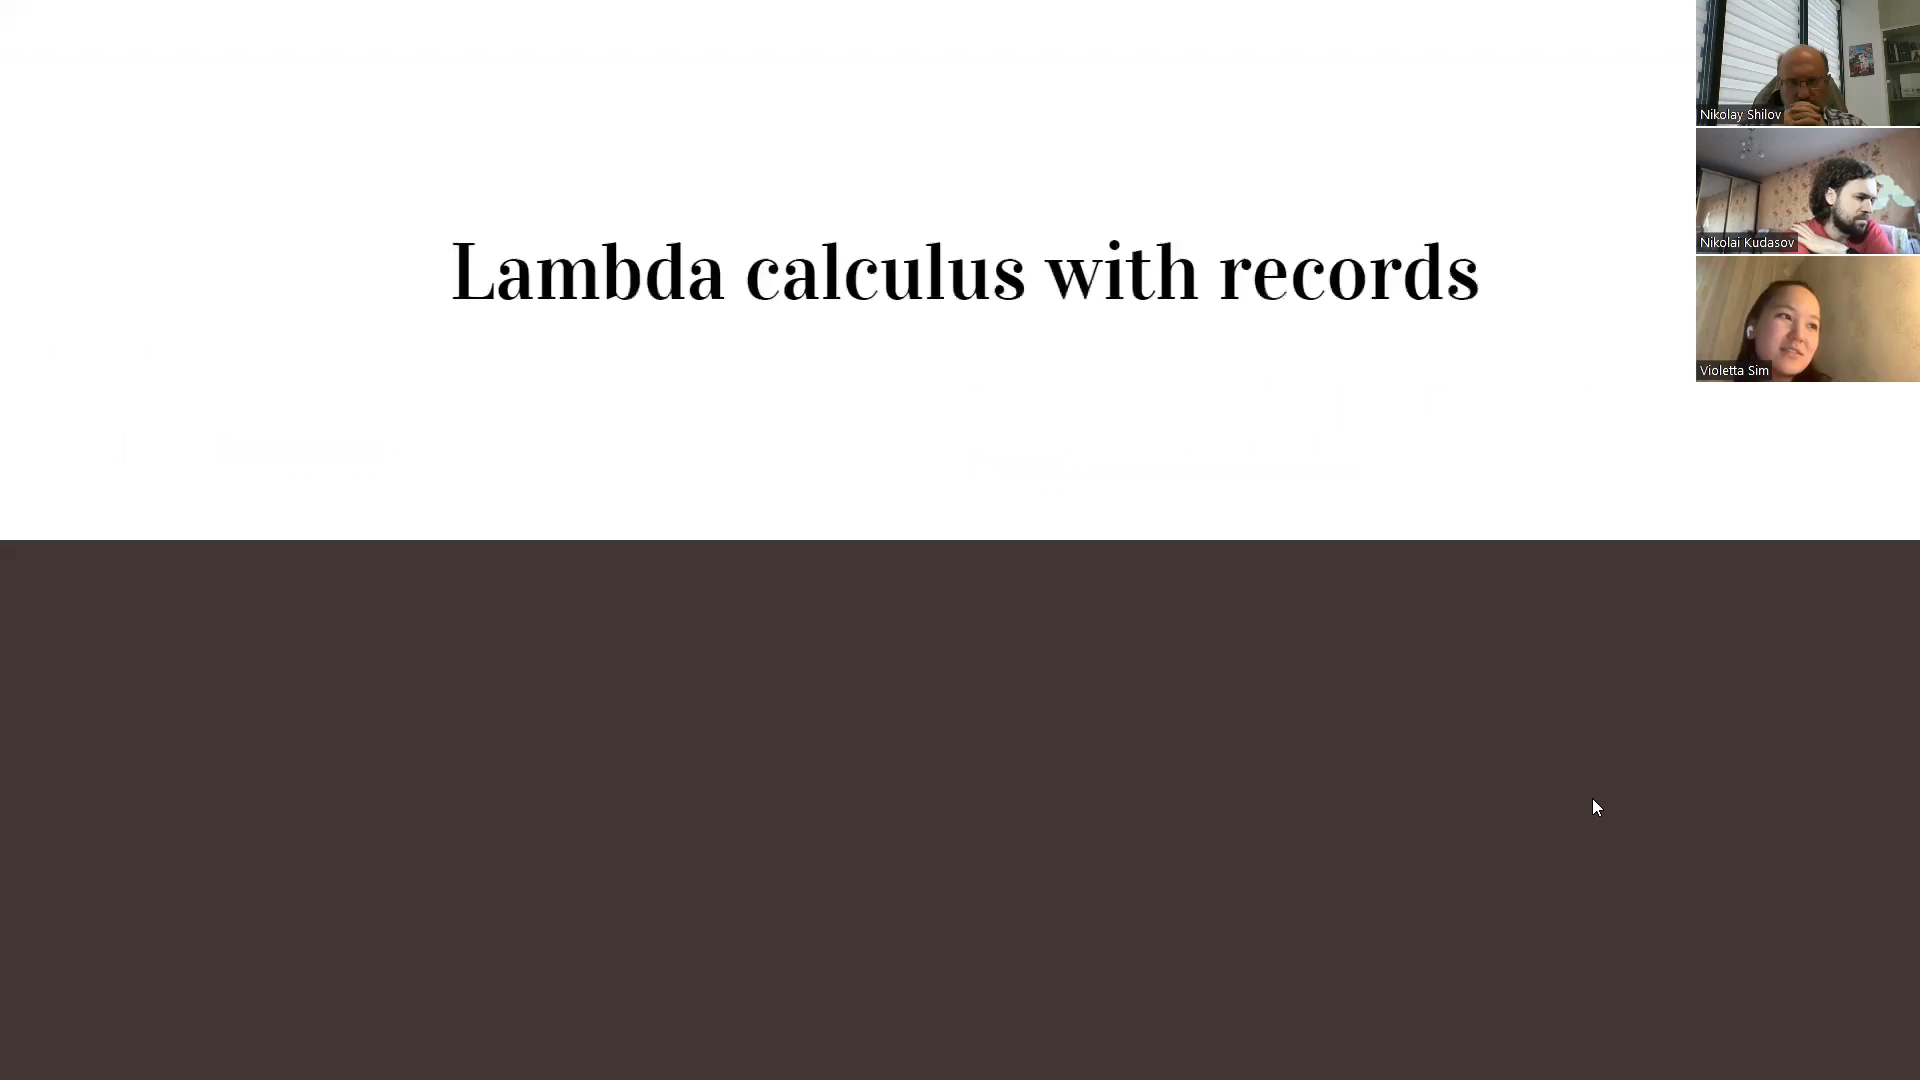 Lambda calculus with records
Nikolay Shilov
Nikolai Kudasov
Violetta Sim